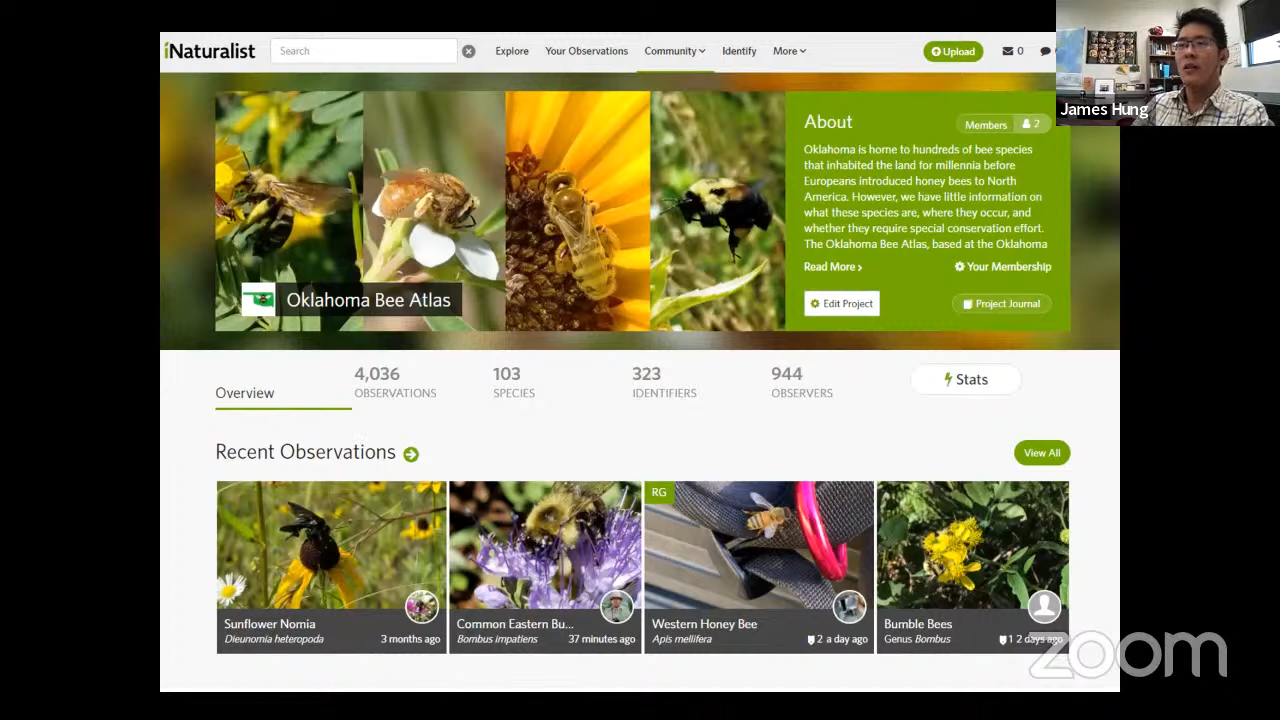 iNaturalist
Search
Explore
Your Observations
Community
Identify
More
Upload
0
James Hung
About
Members 2
Oklahoma is home to hundreds of bee species
that inhabited the land for millennia before
Europeans introduced honey bees to North
America. However, we have little information on
what these species are, where they occur, and
whether they require special conservation effort.
The Oklahoma Bee Atlas, based at the Oklahoma
Read More
Your Membership
Edit Project
Project Journal
Oklahoma Bee Atlas
Overview
4,036
OBSERVATIONS
103
SPECIES
323
IDENTIFIERS
944
OBSERVERS
Stats
Recent Observations
View All
RG
Sunflower Nomia
Dieunomia heteropoda
3 months ago
Common Eastern Bu...
Bombus impatiens
37 minutes ago
Western Honey Bee
Apis mellifera
2 a day ago
Bumble Bees
Genus Bombus
1 2 days ago
zoom